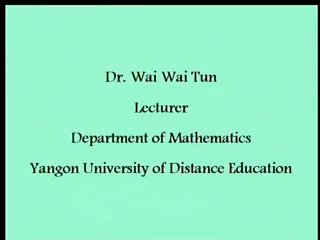 Dr. Wai Wai Tun
Lecturer
Department of Mathematics
Yangon University of Distance Education